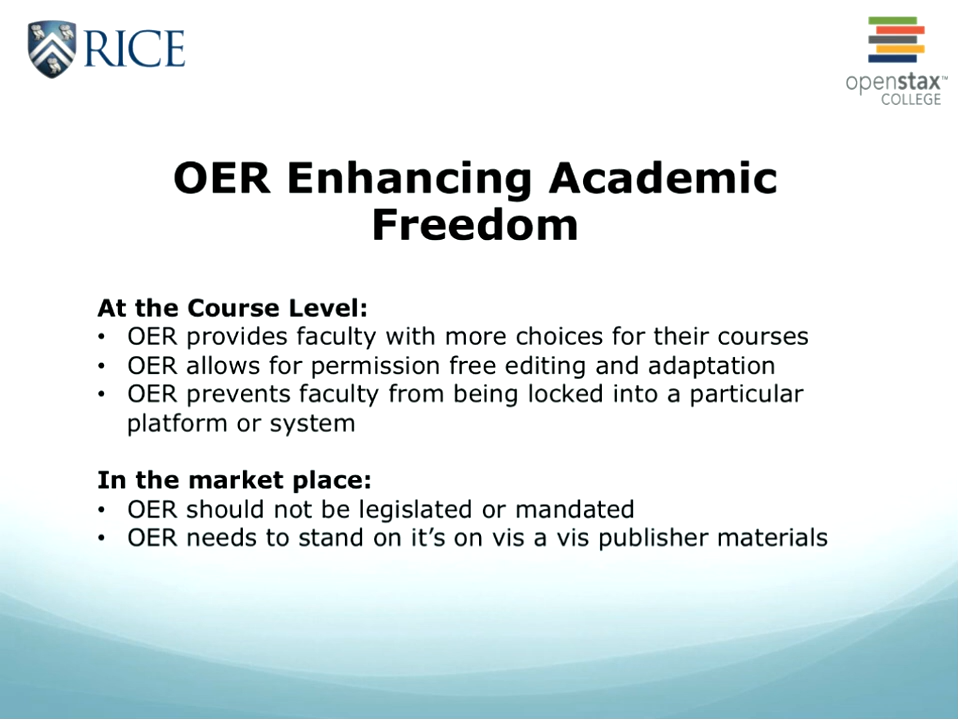 RICE
openstax™
COLLEGE
OER Enhancing Academic
Freedom
At the Course Level:
• OER provides faculty with more choices for their courses
• OER allows for permission free editing and adaptation
• OER prevents faculty from being locked into a particular
platform or system
In the market place:
• OER should not be legislated or mandated
• OER needs to stand on it’s on vis a vis publisher materials